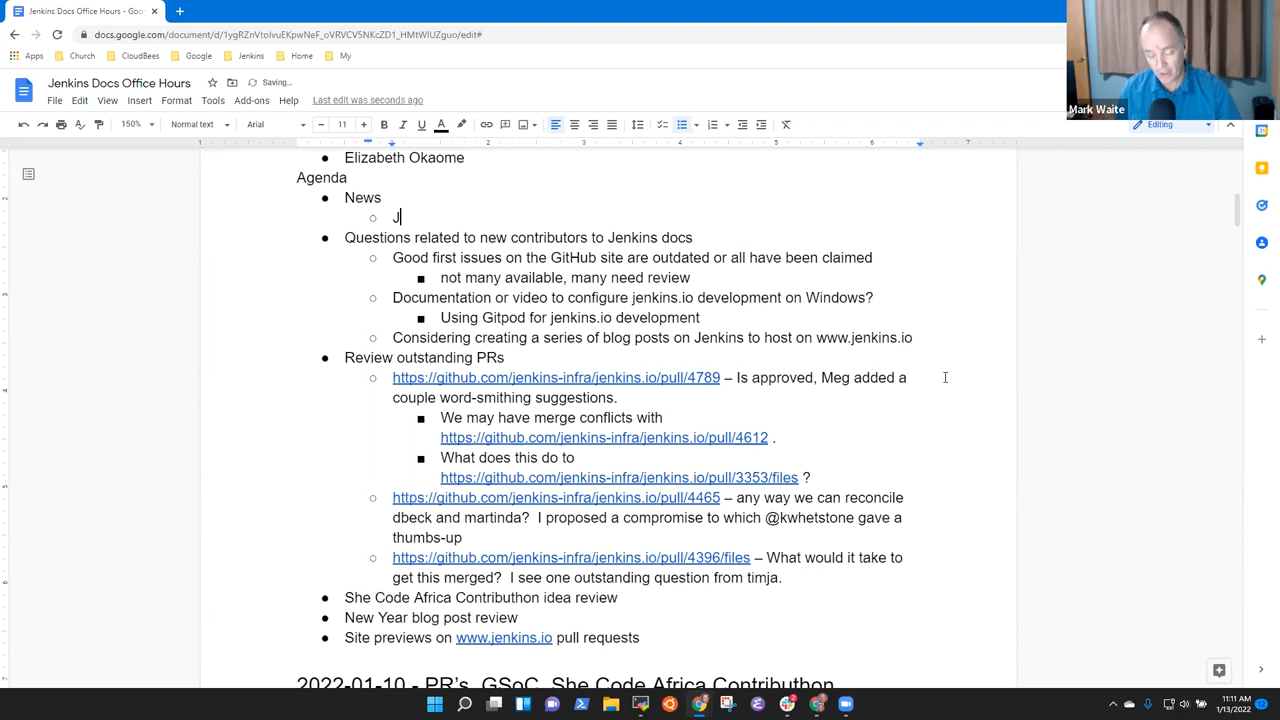 Jenkins Docs Office Hours - Goo
docs.google.com/document/d/1ygRZnVtoIvuEKpwNeF_oVRVCV5NKcZD1_HMtWIUZguo/edit#
Apps Church CloudBees Google Jenkins Home My
Mark Waite
Jenkins Docs Office Hours Saving...
File Edit View Insert Format Tools Add-ons Help Last edit was seconds ago
150% Normal text Arial 11 Editing
1 1 2 3 4 5 6 7
Elizabeth Okaome
Agenda
News
J
Questions related to new contributors to Jenkins docs
Good first issues on the GitHub site are outdated or all have been claimed
not many available, many need review
Documentation or video to configure jenkins.io development on Windows?
Using Gitpod for jenkins.io development
Considering creating a series of blog posts on Jenkins to host on www.jenkins.io
Review outstanding PRs
https://github.com/jenkins-infra/jenkins.io/pull/4789 – Is approved, Meg added a
couple word-smithing suggestions.
We may have merge conflicts with
https://github.com/jenkins-infra/jenkins.io/pull/4612 .
What does this do to
https://github.com/jenkins-infra/jenkins.io/pull/3353/files ?
https://github.com/jenkins-infra/jenkins.io/pull/4465 – any way we can reconcile
dbeck and martinda? I proposed a compromise to which @kwhetstone gave a
thumbs-up
https://github.com/jenkins-infra/jenkins.io/pull/4396/files – What would it take to
get this merged? I see one outstanding question from timja.
She Code Africa Contributhon idea review
New Year blog post review
Site previews on www.jenkins.io pull requests
2022-01-10 - PR's, GSoC, She Code Africa Contributhon
11:11 AM
1/13/2022